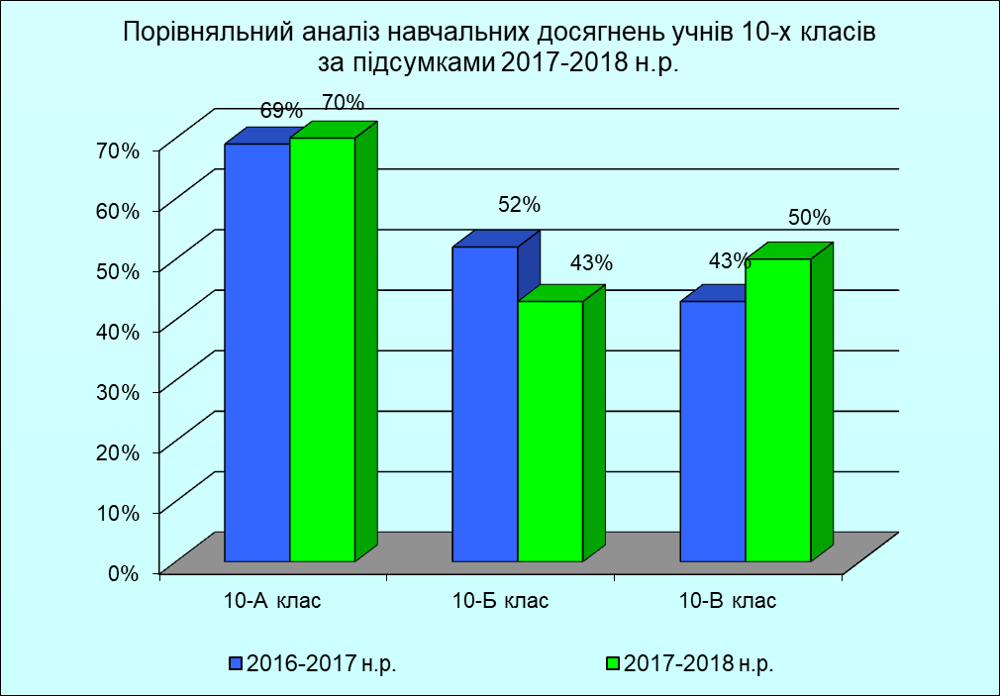 Порівняльний аналіз навчальних досягнень учнів 10-х класів
за підсумками 2017-2018 н.р.
69%
70%
52%
43%
43%
50%
70%
60%
50%
40%
30%
20%
10%
0%
10-А клас
10-Б клас
10-В клас
2016-2017 н.р.
2017-2018 н.р.